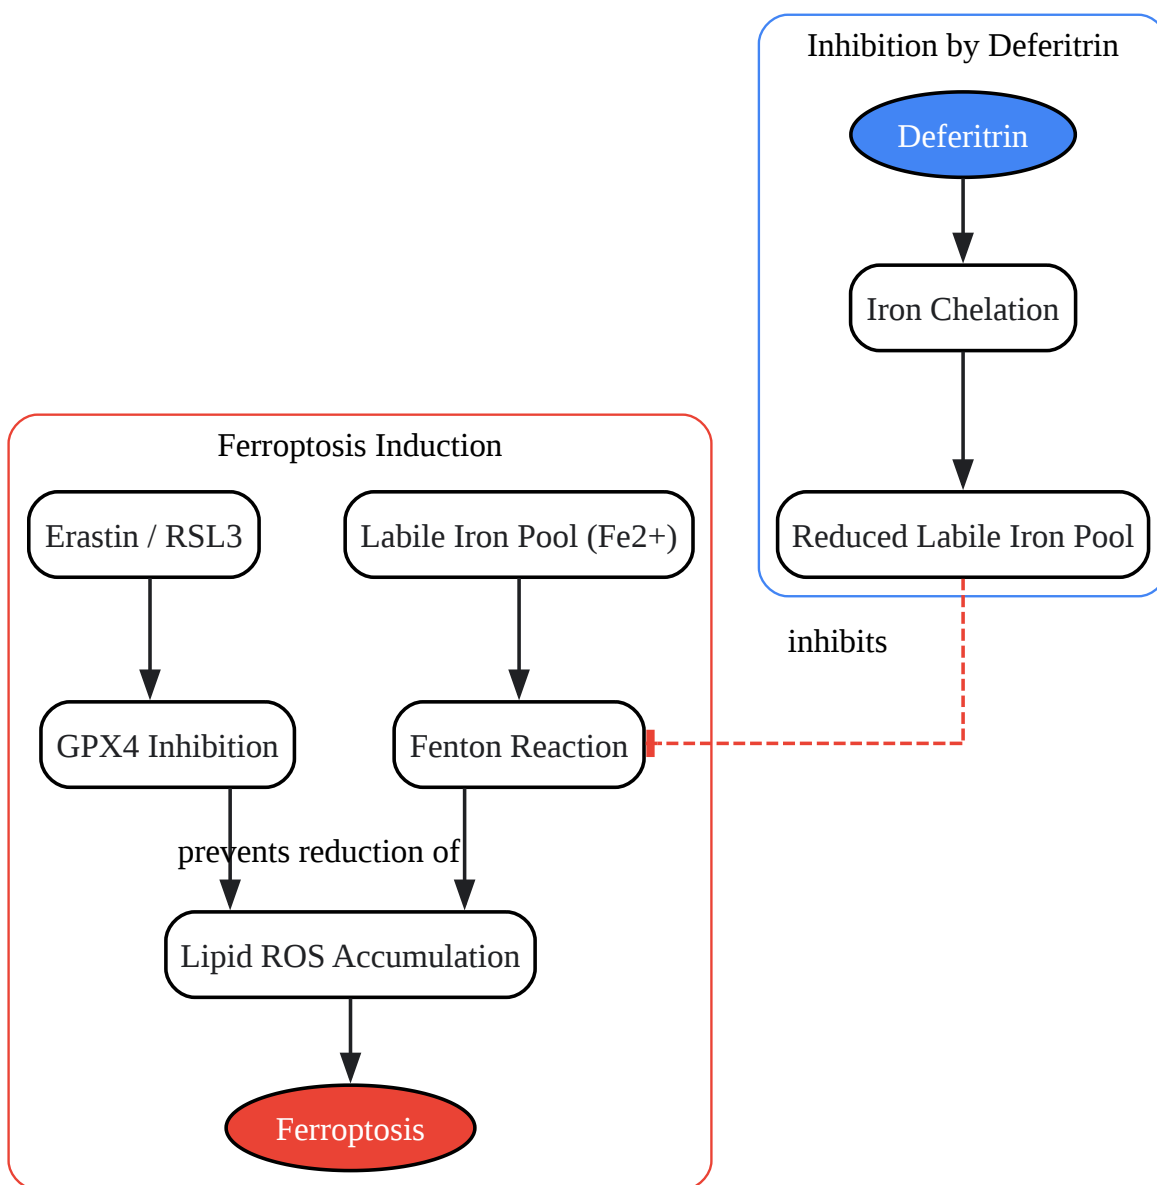 Inhibition by Deferitrin
Deferitrin
Iron Chelation
Reduced Labile Iron Pool
inhibits
Ferroptosis Induction
Erastin / RSL3
Labile Iron Pool (Fe2+)
GPX4 Inhibition
Fenton Reaction
prevents reduction of
Lipid ROS Accumulation
Ferroptosis